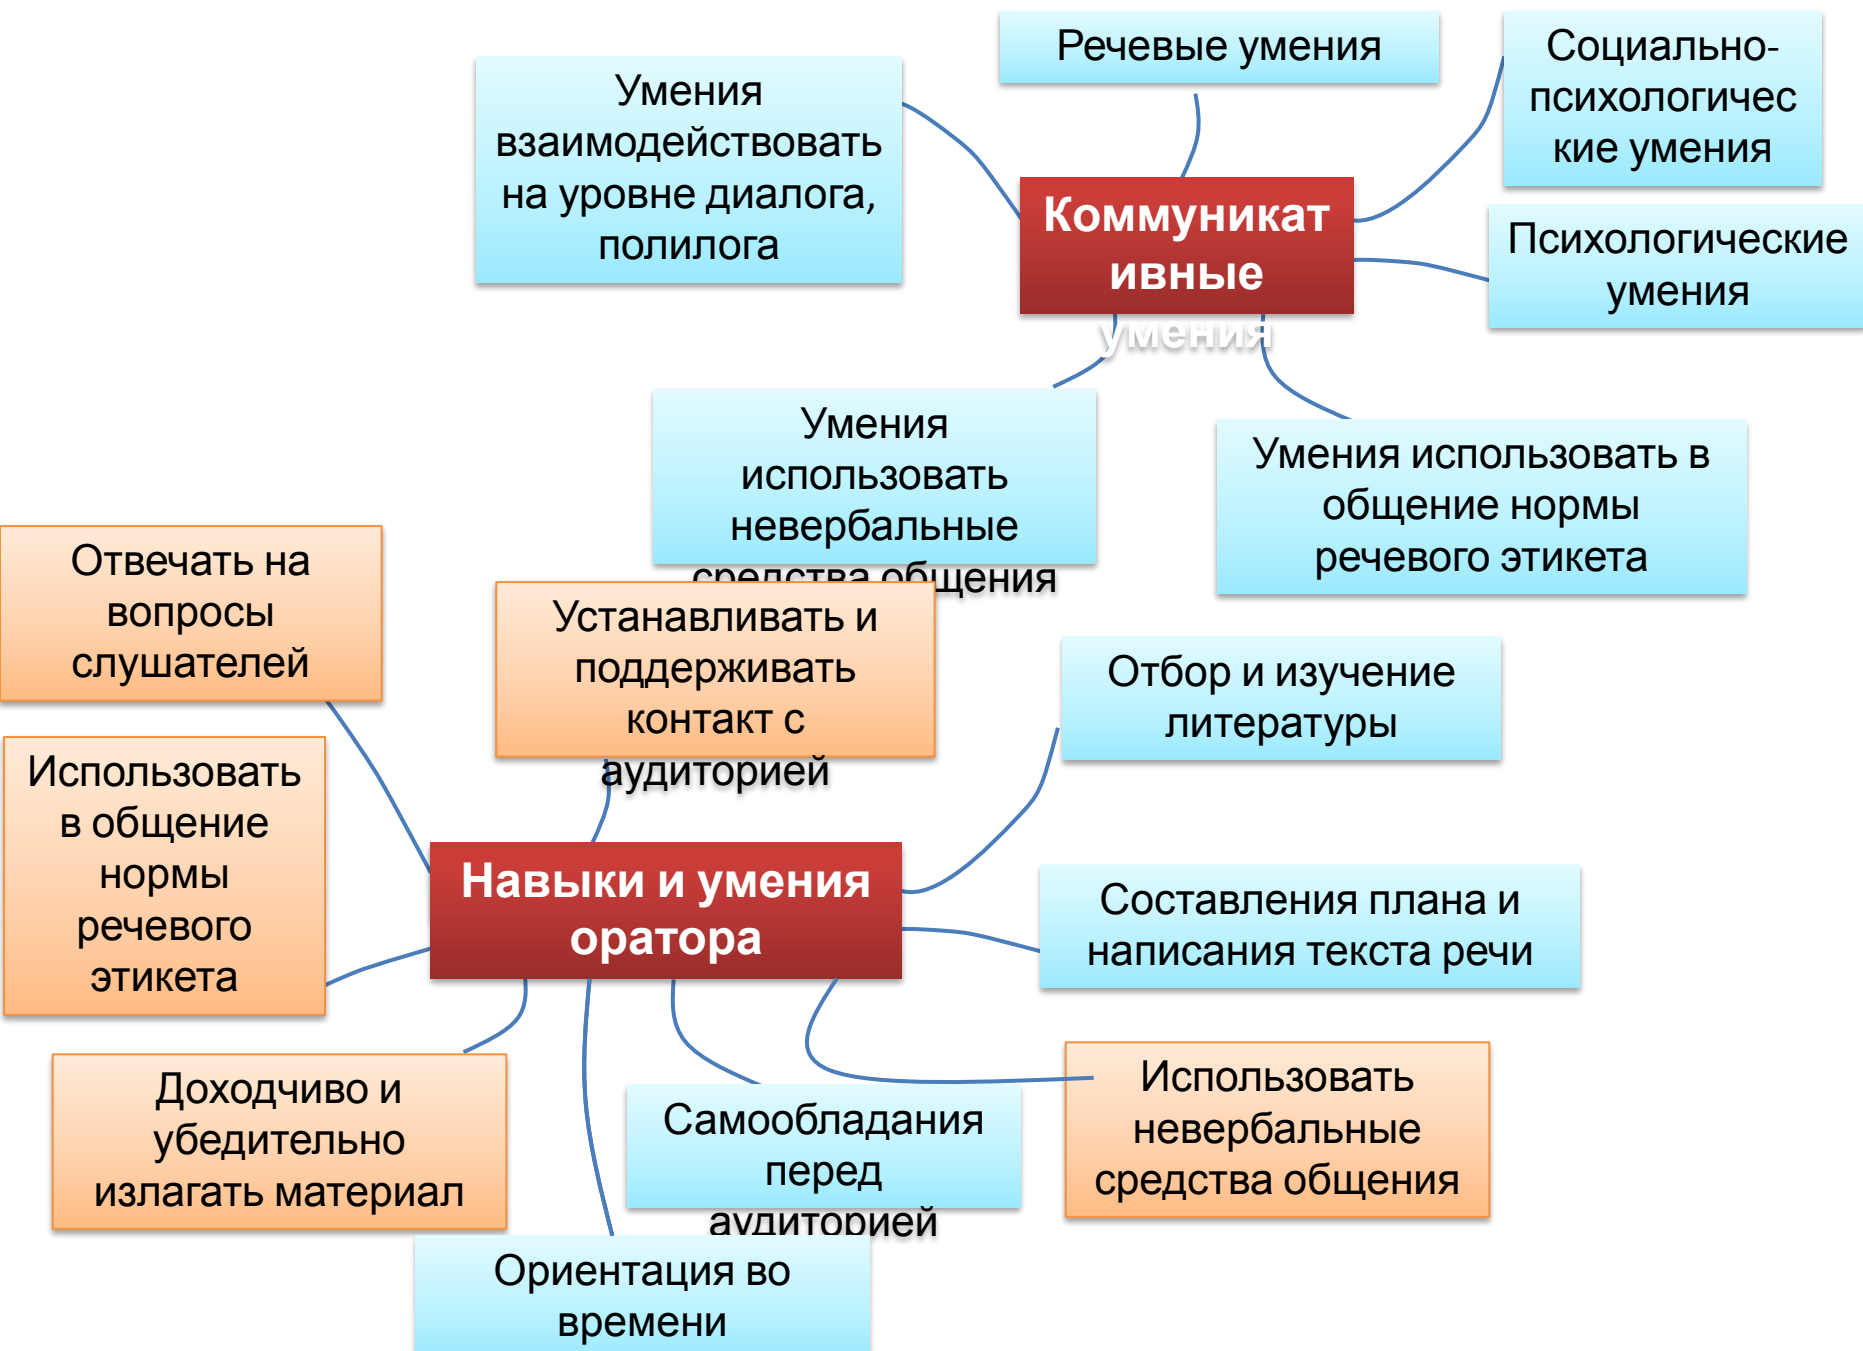 Речевые умения
Социально-
психологичес
кие умения
Умения
взаимодействовать
на уровне диалога,
полилога
Коммуникат
ивные
умения
Психологические
умения
Умения
использовать
невербальные
средства общения
Умения использовать в
общение нормы
речевого этикета
Отвечать на
вопросы
слушателей
Устанавливать и
поддерживать
контакт с
аудиторией
Отбор и изучение
литературы
Использовать
в общение
нормы
речевого
этикета
Навыки и умения
оратора
Составления плана и
написания текста речи
Доходчиво и
убедительно
излагать материал
Самообладания
перед
аудиторией
Использовать
невербальные
средства общения
Ориентация во
времени